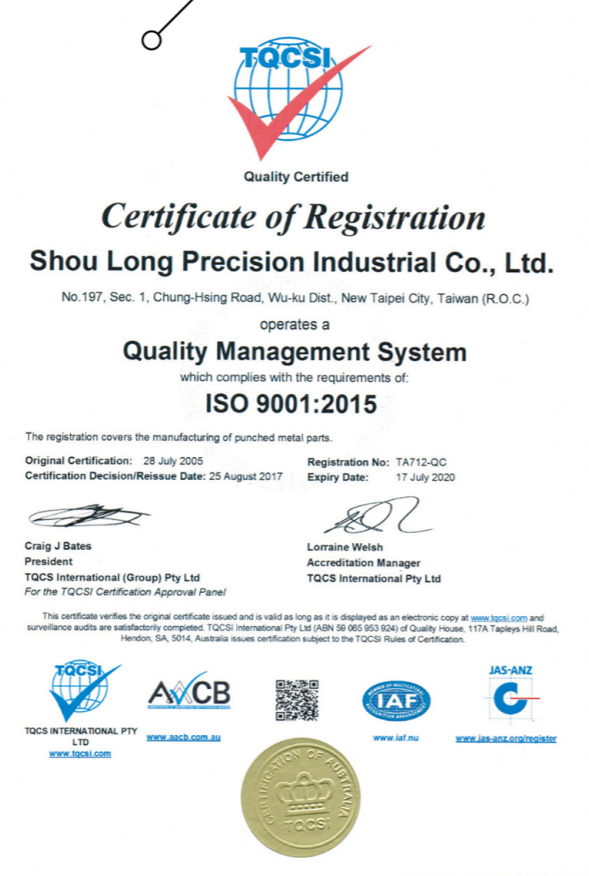 TQCSI
Quality Certified
Certificate of Registration
Shou Long Precision Industrial Co., Ltd.
No.197, Sec. 1, Chung-Hsing Road, Wu-ku Dist., New Taipei City, Taiwan (R.O.C.)
operates a
Quality Management System
which complies with the requirements of:
ISO 9001:2015
The registration covers the manufacturing of punched metal parts.
Original Certification: 28 July 2005 Registration No: TA712-QC
Certification Decision/Reissue Date: 25 August 2017 Expiry Date: 17 July 2020
Craig J Bates Lorraine Welsh
President Accreditation Manager
TQCS International (Group) Pty Ltd TQCS International Pty Ltd
For the TQCSI Certification Approval Panel
This certificate verifies the original certificate issued and is valid as long as it is displayed as an electronic copy at www.tqcsi.com and
surveillance audits are satisfactorily completed. TQCSI International Pty Ltd (ABN 59 065 953 924) of Quality House, 117A Tapleys Hill Road,
Hendon, SA, 5014, Australia issues certification subject to the TQCSI Rules of Certification.
TQCSI AACB IAF JAS-ANZ
TQCS INTERNATIONAL PTY
LTD
www.tqcsi.com www.aacb.com.au www.iaf.nu www.jas-anz.org/register
CERTIFICATION OF AUSTRALIA
TQCSI